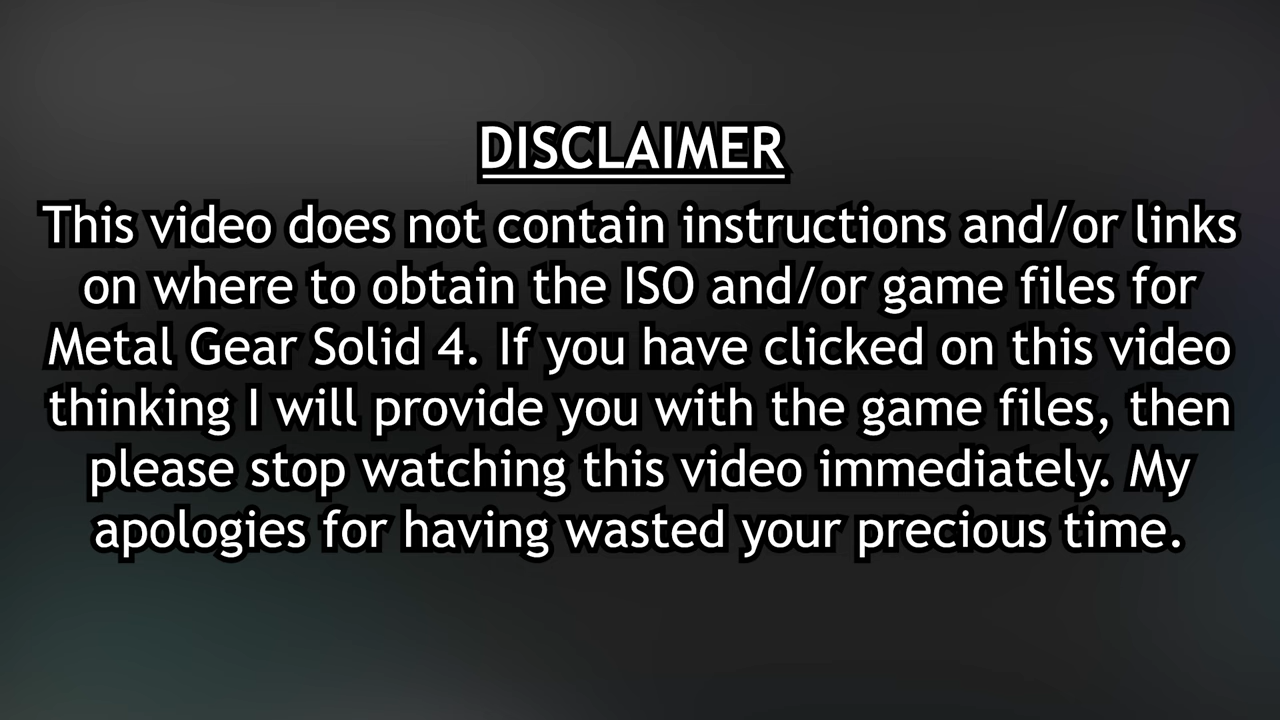 DISCLAIMER
This video does not contain instructions and/or links
on where to obtain the ISO and/or game files for
Metal Gear Solid 4. If you have clicked on this video
thinking I will provide you with the game files, then
please stop watching this video immediately. My
apologies for having wasted your precious time.